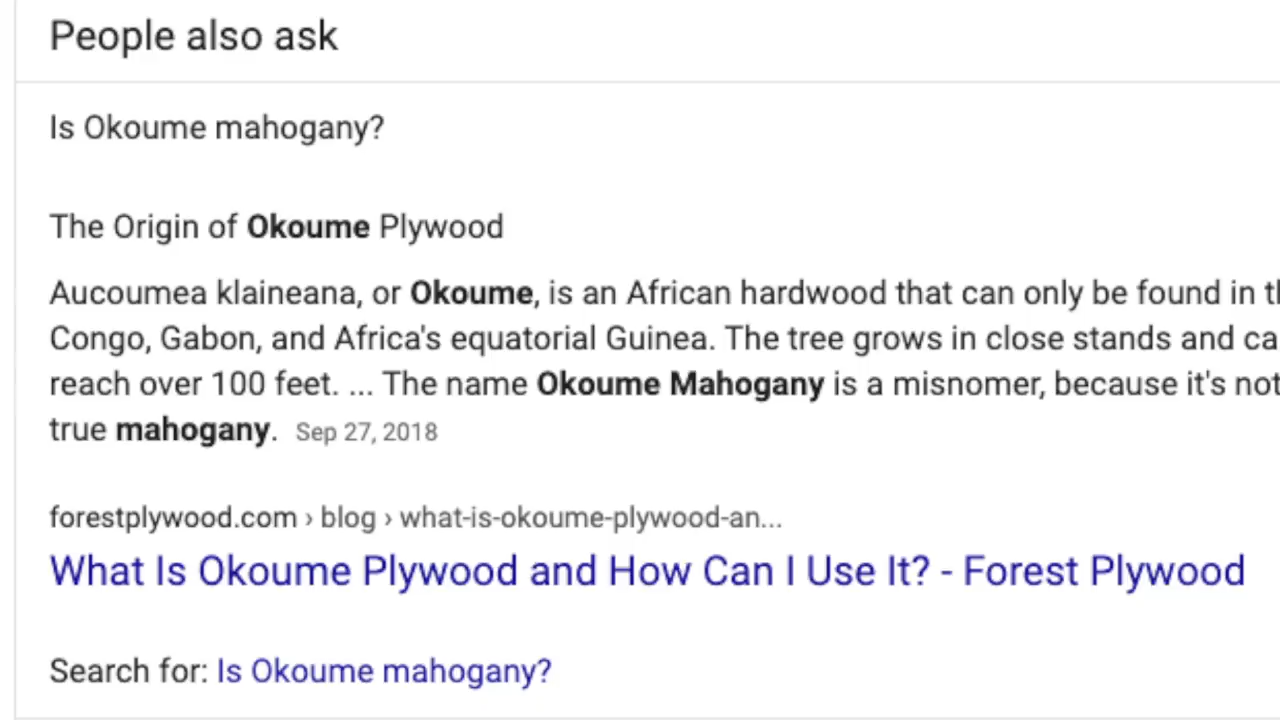 People also ask
Is Okoume mahogany?
The Origin of Okoume Plywood
Aucoumea klaineana, or Okoume, is an African hardwood that can only be found in
Congo, Gabon, and Africa's equatorial Guinea. The tree grows in close stands and
reach over 100 feet. ... The name Okoume Mahogany is a misnomer, because it's not
true mahogany. Sep 27, 2018
forestplywood.com › blog › what-is-okoume-plywood-an...
What Is Okoume Plywood and How Can I Use It? - Forest Plywood
Search for: Is Okoume mahogany?